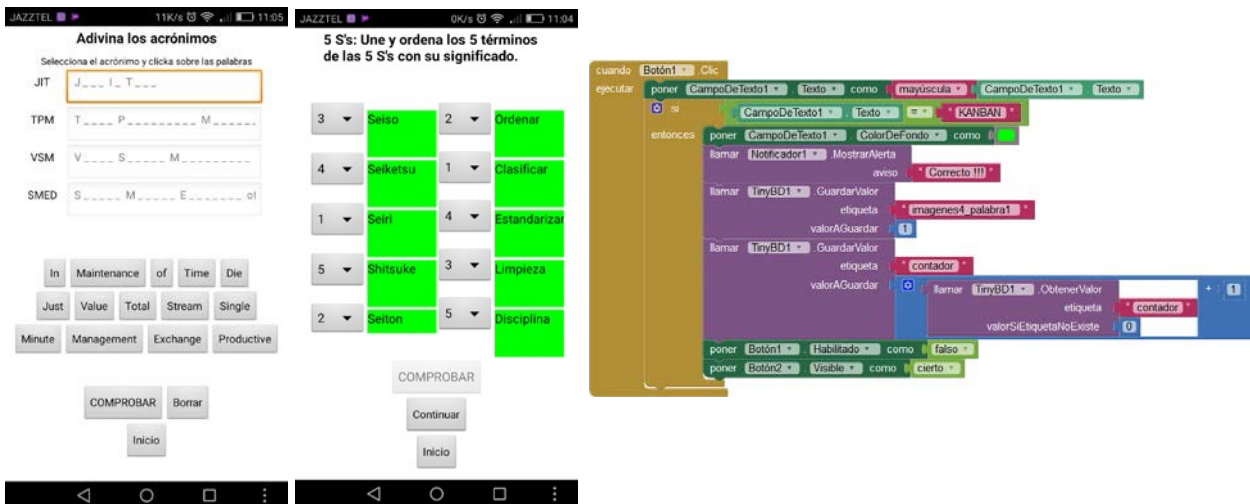 JAZZTEL 11K/s 11:05
Adivina los acrónimos
Selecciona el acrónimo y clicka sobre las palabras
JIT J___ I_ T___
TPM T____ P_________ M______
VSM V____ S_____ M_________
SMED S_____ M_____ E_______ of
In Maintenance of Time Die
Just Value Total Stream Single
Minute Management Exchange Productive
COMPROBAR Borrar
Inicio
JAZZTEL 0K/s 11:04
5 S's: Une y ordena los 5 términos
de las 5 S's con su significado.
3 Seiso 2 Ordenar
4 Seiketsu 1 Clasificar
1 Seiri 4 Estandarizar
5 Shitsuke 3 Limpieza
2 Seiton 5 Disciplina
COMPROBAR
Continuar
Inicio
cuando Botón1 .Clic
ejecutar poner CampoDeTexto1 . Texto como mayúscula CampoDeTexto1 . Texto
si CampoDeTexto1 . Texto = " KANBAN "
entonces poner CampoDeTexto1 . ColorDeFondo como
llamar Notificador1 .MostrarAlerta
aviso " Correcto !!! "
llamar TinyBD1 .GuardarValor
etiqueta " imagenes4_palabra1 "
valorAGuardar 1
llamar TinyBD1 .GuardarValor
etiqueta " contador "
valorAGuardar llamar TinyBD1 .ObtenerValor + 1
etiqueta " contador "
valorSiEtiquetaNoExiste 0
poner Botón1 . Habilitado como falso
poner Botón2 . Visible como cierto